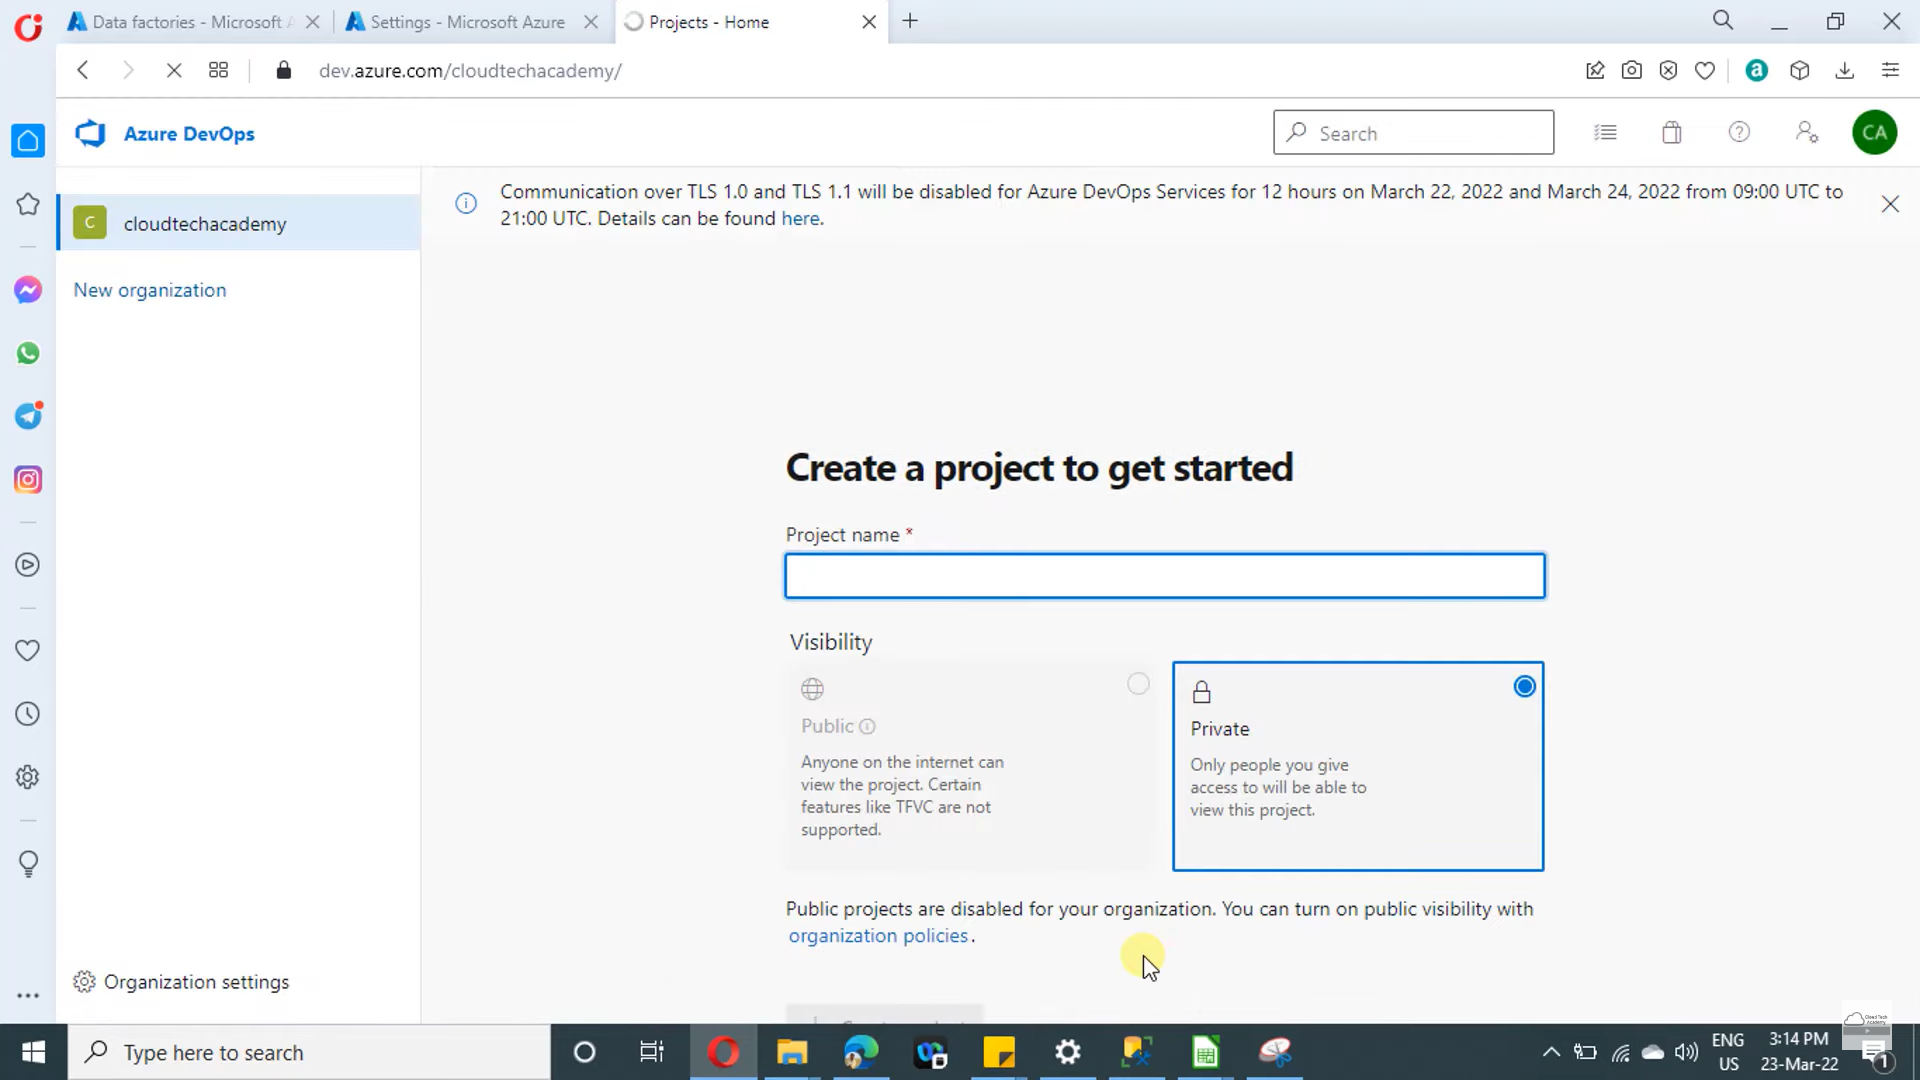 Data factories - Microsoft A
Settings - Microsoft Azure
Projects - Home
dev.azure.com/cloudtechacademy/
a
Azure DevOps
Search
CA
C
cloudtechacademy
New organization
Communication over TLS 1.0 and TLS 1.1 will be disabled for Azure DevOps Services for 12 hours on March 22, 2022 and March 24, 2022 from 09:00 UTC to
21:00 UTC. Details can be found here.
Create a project to get started
Project name *
Visibility
Public
Anyone on the internet can
view the project. Certain
features like TFVC are not
supported.
Private
Only people you give
access to will be able to
view this project.
Public projects are disabled for your organization. You can turn on public visibility with
organization policies.
Organization settings
Cloud Tech
Academy
Type here to search
ENG
US
3:14 PM
23-Mar-22
1